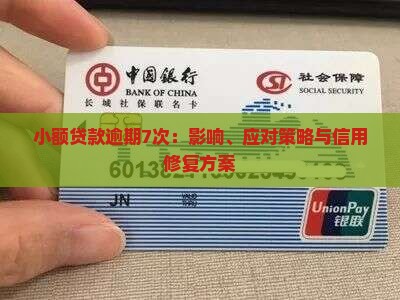 中国银行
BANK OF CHINA
社会保障
SOCIAL SECURITY
长城社保联名卡
小额贷款逾期7次：影响、应对策略与信用
修复方案
JN
VALID
UnionPay
银联